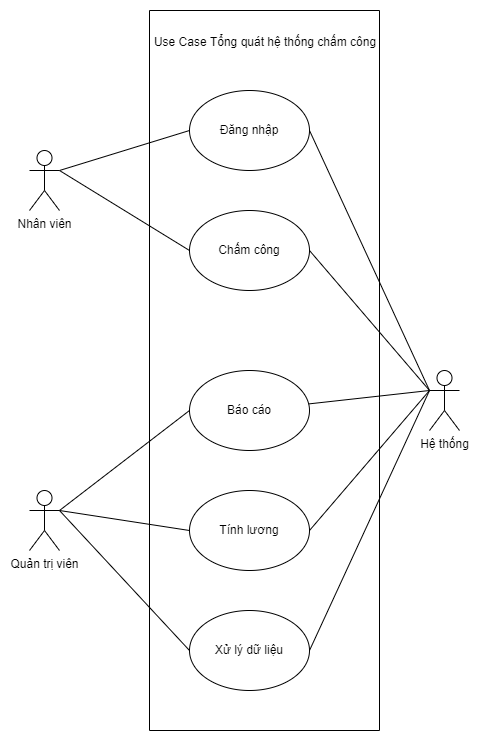 Use Case Tổng quát hệ thống chấm công
Đăng nhập
Nhân viên
Chấm công
Báo cáo
Hệ thống
Quản trị viên
Tính lương
Xử lý dữ liệu